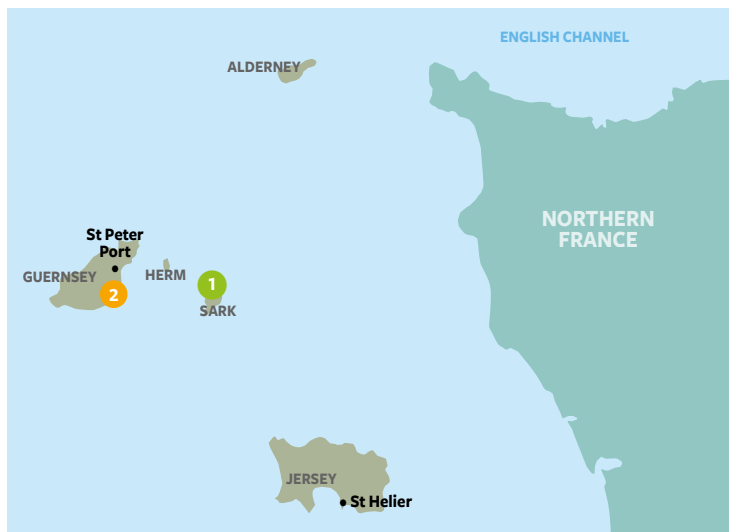 ENGLISH CHANNEL
ALDERNEY
NORTHERN
FRANCE
St Peter
Port
GUERNSEY
HERM
1
2
SARK
JERSEY
St Helier